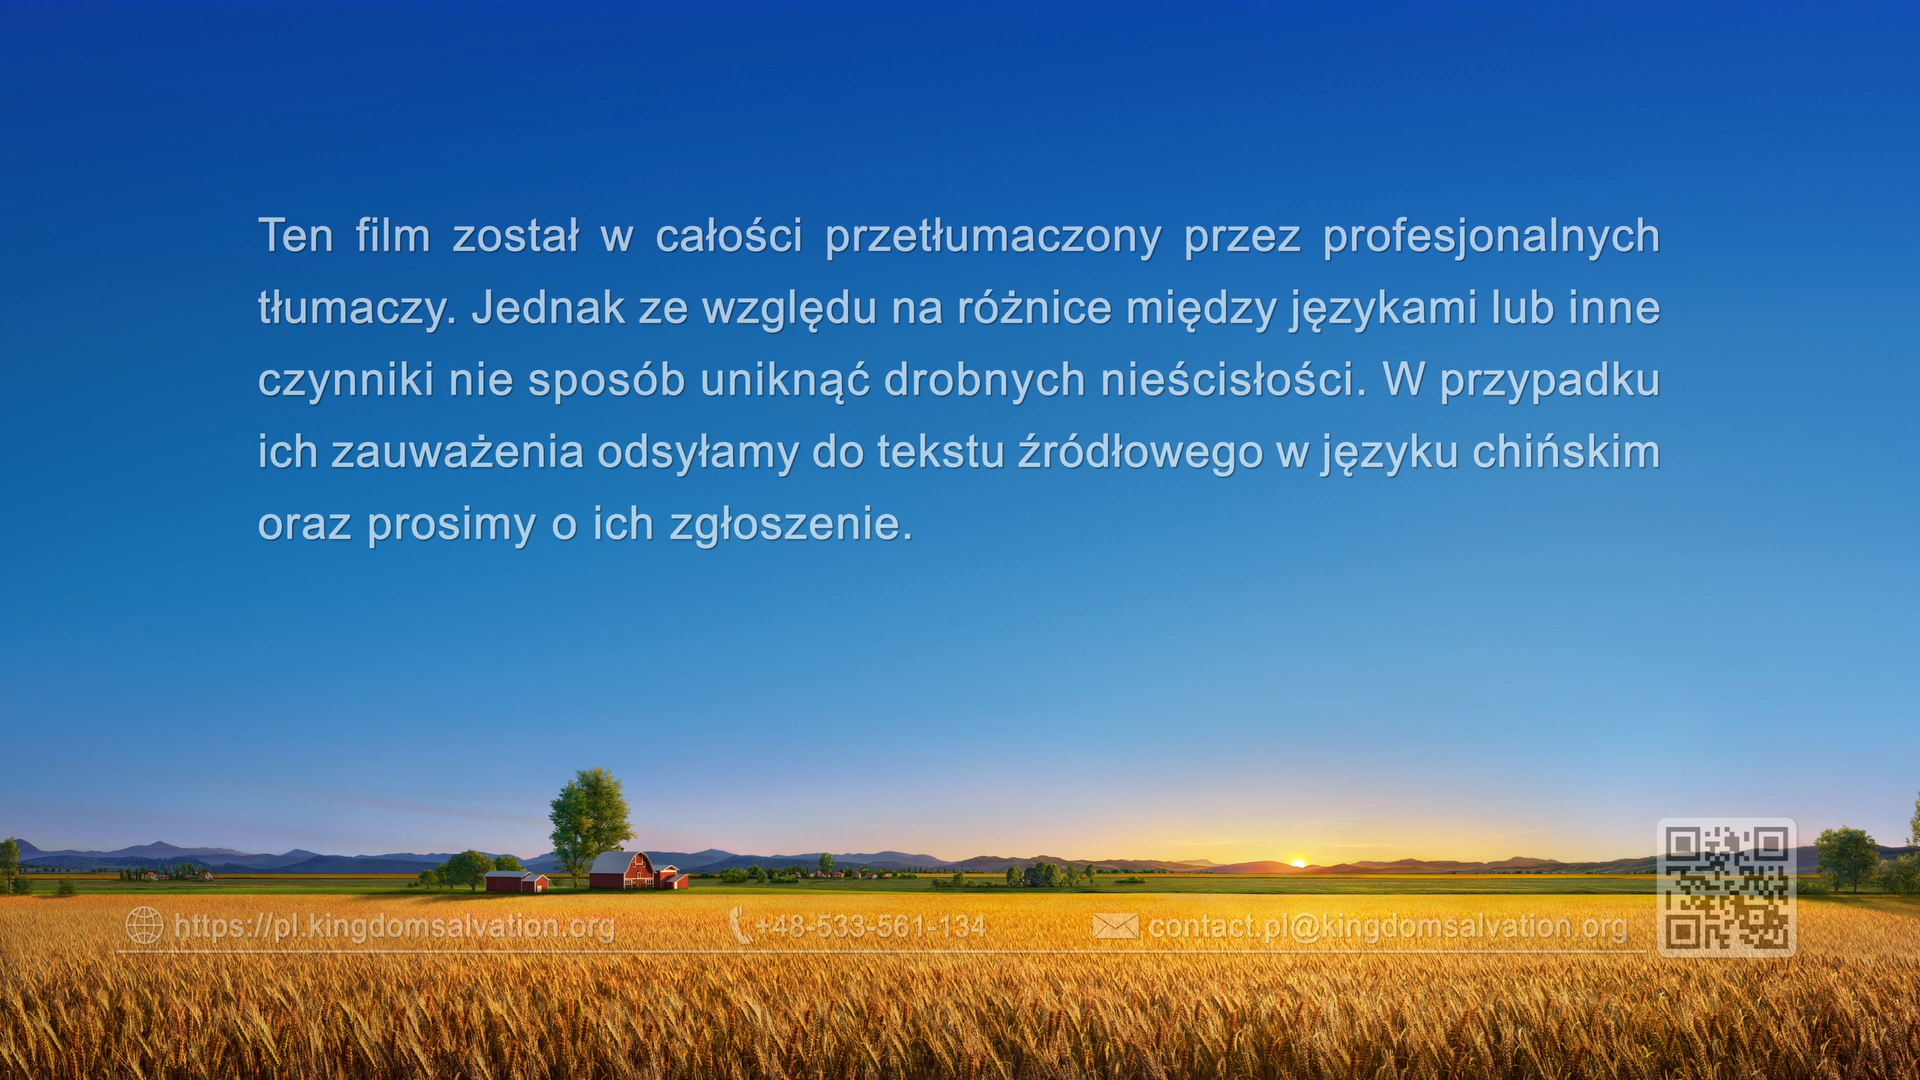 Ten film został w całości przetłumaczony przez profesjonalnych
tłumaczy. Jednak ze względu na różnice między językami lub inne
czynniki nie sposób uniknąć drobnych nieścisłości. W przypadku
ich zauważenia odsyłamy do tekstu źródłowego w języku chińskim
oraz prosimy o ich zgłoszenie.
https://pl.kingdomsalvation.org +48-533-561-134 contact.pl@kingdomsalvation.org